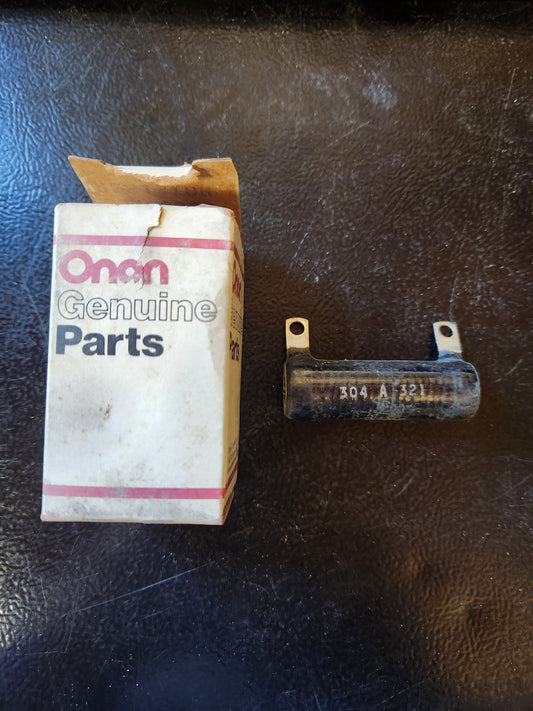 Onan
Genuine
Parts
304 A 321